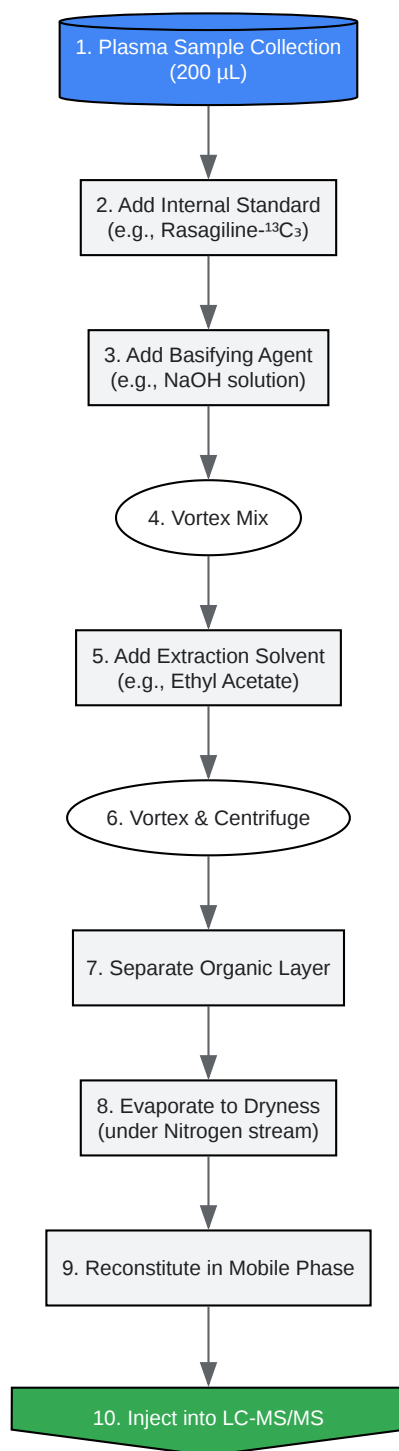 1. Plasma Sample Collection
(200 µL)
2. Add Internal Standard
(e.g., Rasagiline-¹³C₃)
3. Add Basifying Agent
(e.g., NaOH solution)
4. Vortex Mix
5. Add Extraction Solvent
(e.g., Ethyl Acetate)
6. Vortex & Centrifuge
7. Separate Organic Layer
8. Evaporate to Dryness
(under Nitrogen stream)
9. Reconstitute in Mobile Phase
10. Inject into LC-MS/MS